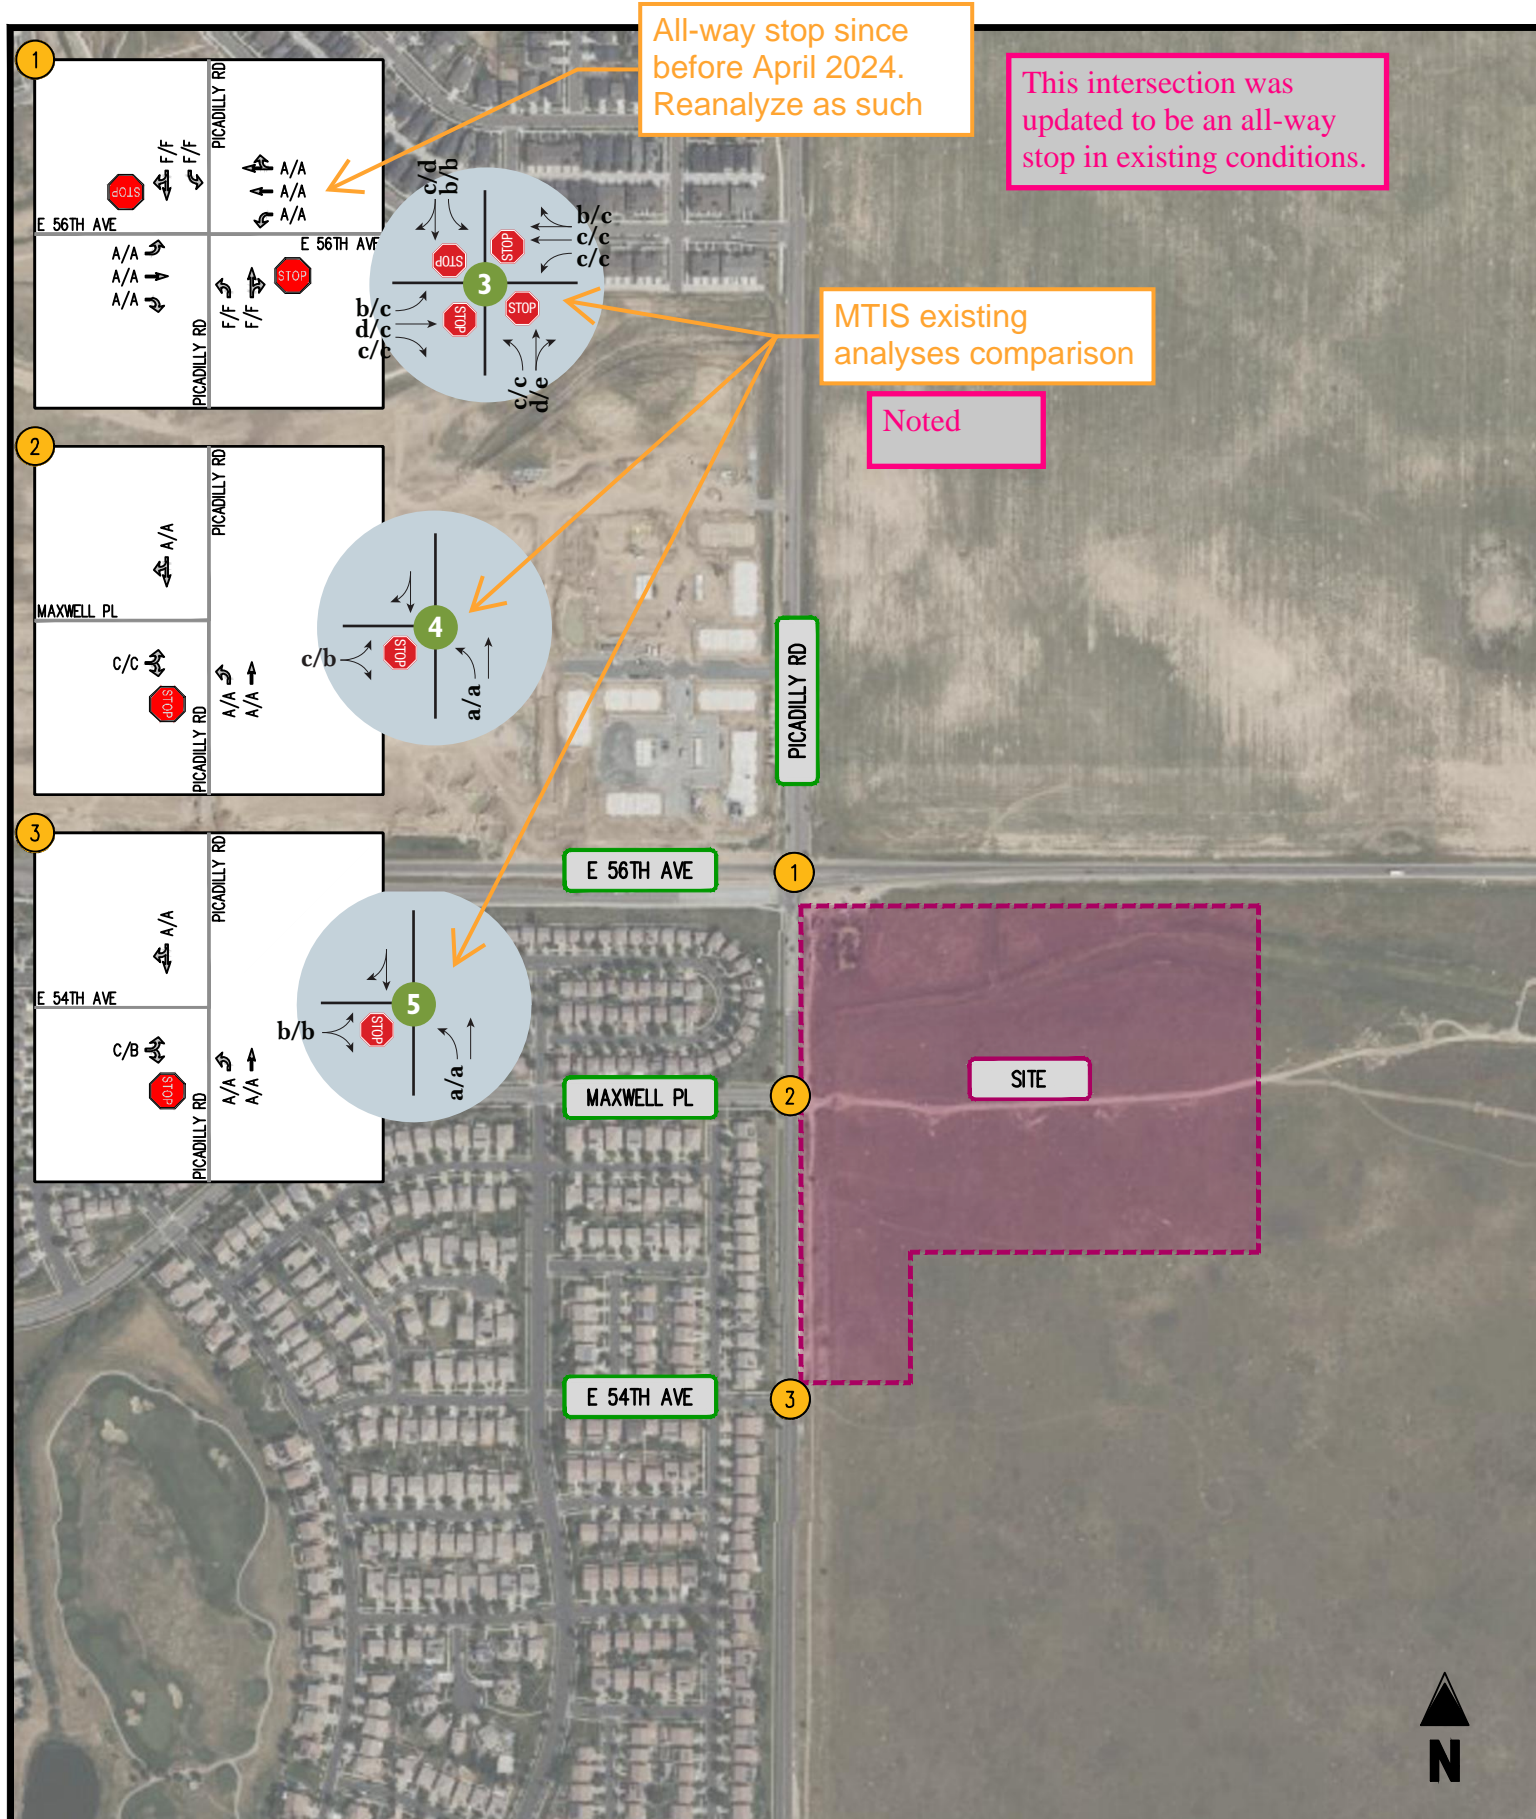 All-way stop since
before April 2024.
Reanalyze as such
This intersection was
updated to be an all-way
stop in existing conditions.
1
PICADILLY RD
F/F
F/F
A/A
A/A
A/A
STOP
E 56TH AVE
E 56TH AVE
A/A
A/A
A/A
F/F
F/F
STOP
PICADILLY RD
c/d
b/b
b/c
c/c
c/c
STOP
STOP
3
STOP
STOP
b/c
d/c
c/c
c/c
d/e
MTIS existing
analyses comparison
Noted
2
PICADILLY RD
A/A
MAXWELL PL
C/C
STOP
A/A
A/A
PICADILLY RD
4
STOP
c/b
a/a
PICADILLY RD
3
PICADILLY RD
A/A
E 54TH AVE
C/B
STOP
A/A
A/A
PICADILLY RD
5
STOP
b/b
a/a
E 56TH AVE
1
MAXWELL PL
2
SITE
E 54TH AVE
3
N